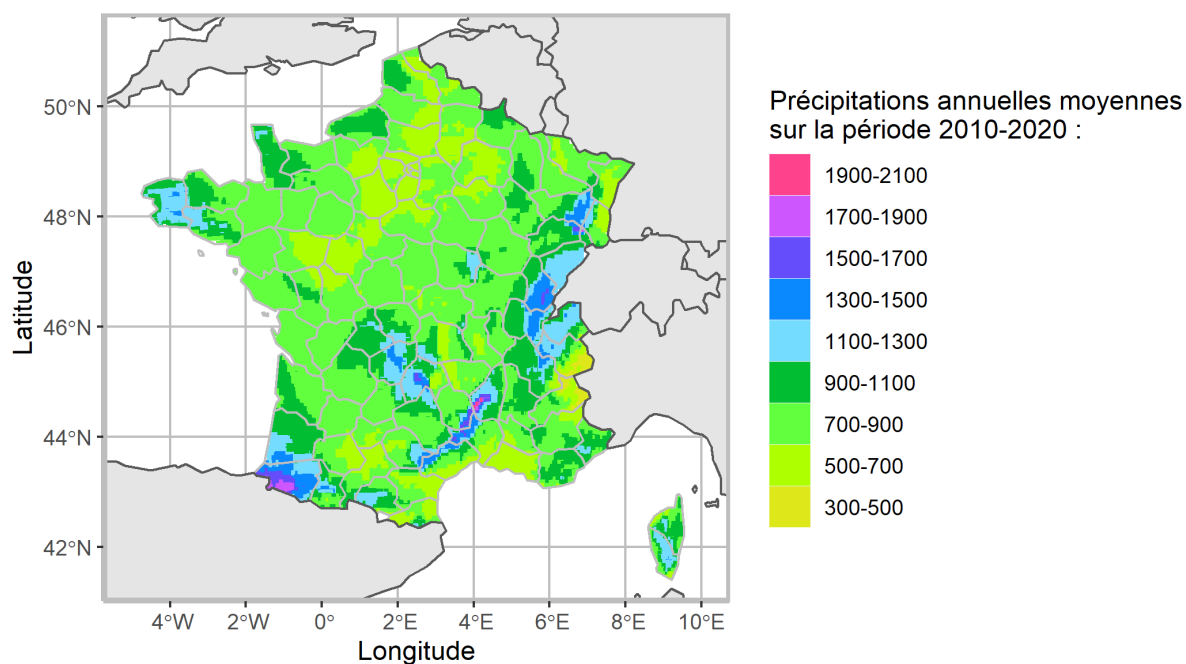 50°N
48°N
46°N
44°N
42°N
Latitude
4°W
2°W
0°
2°E
4°E
6°E
8°E
10°E
Longitude
Précipitations annuelles moyennes
sur la période 2010-2020 :
1900-2100
1700-1900
1500-1700
1300-1500
1100-1300
900-1100
700-900
500-700
300-500